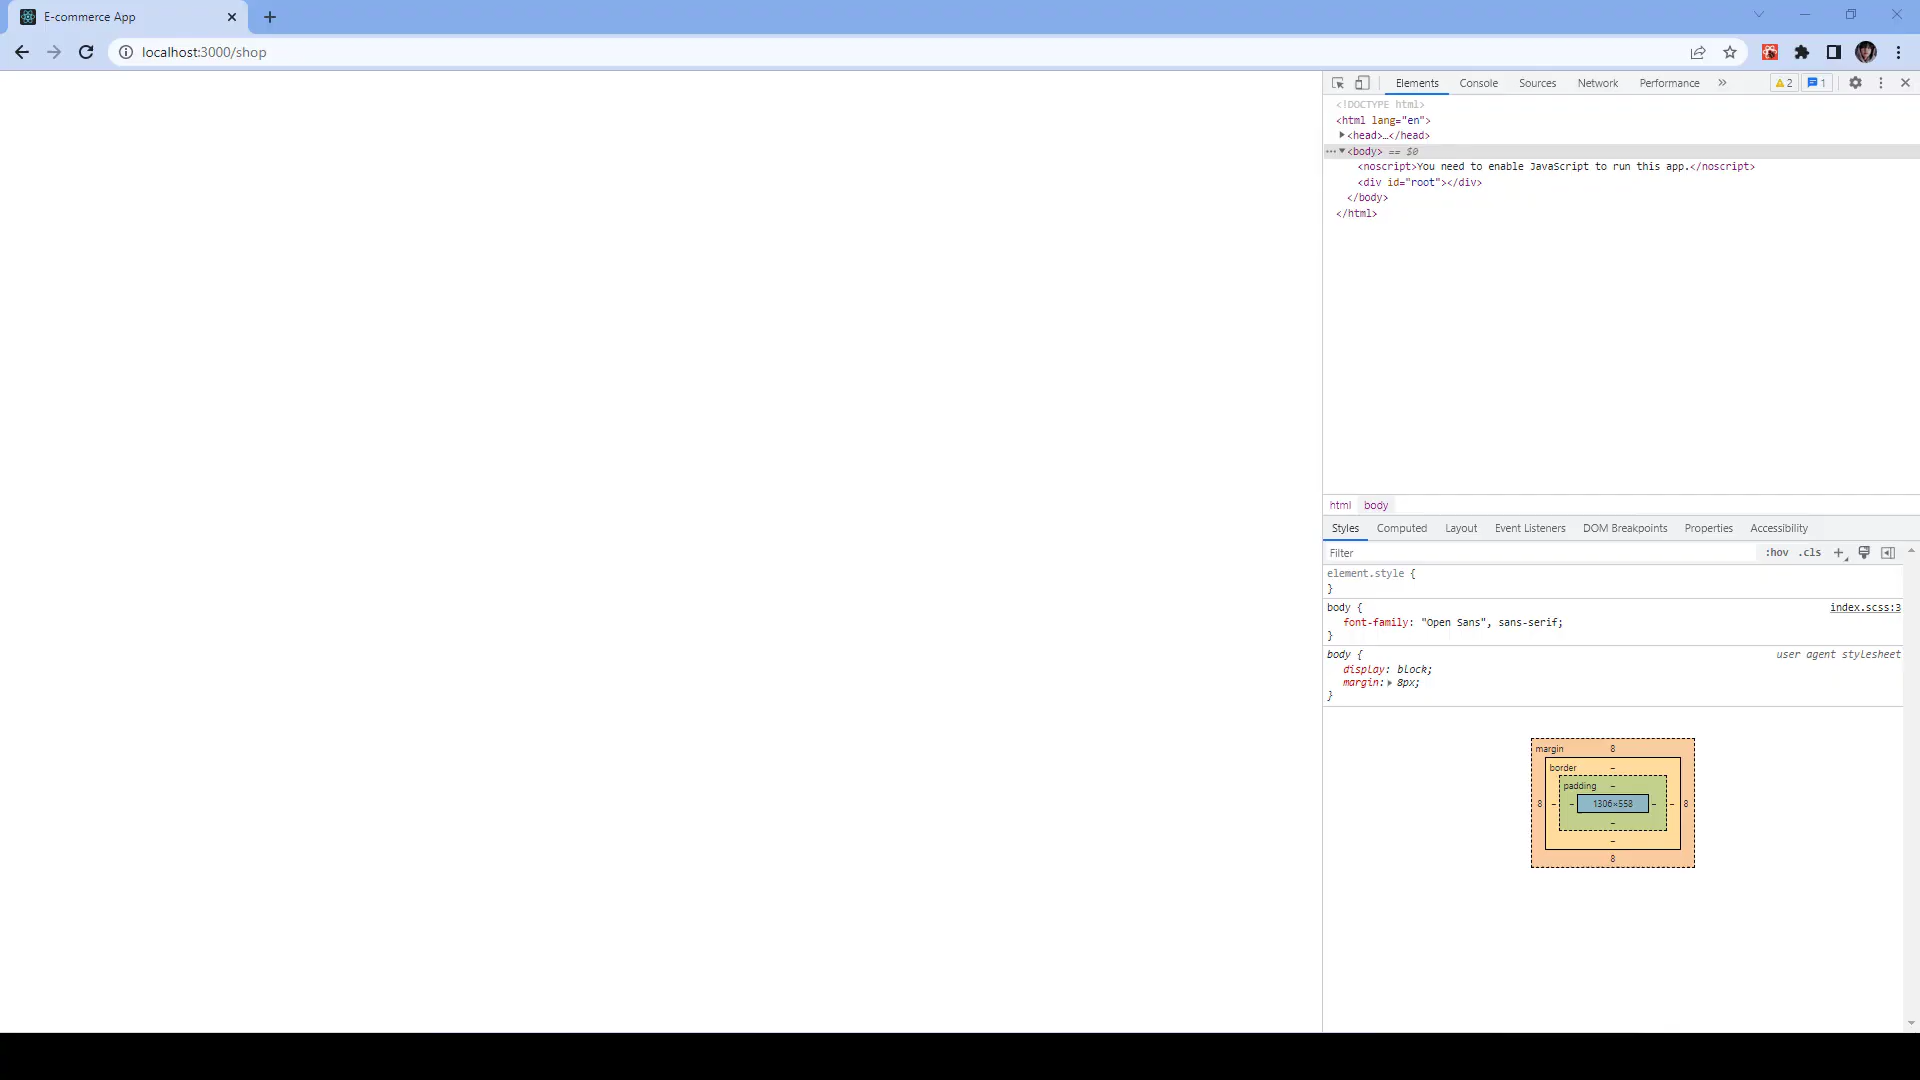 E-commerce App
localhost:3000/shop
Elements Console Sources Network Performance » 2 1
<!DOCTYPE html>
<html lang="en">
<head>…</head>
<body> == $0
<noscript>You need to enable JavaScript to run this app.</noscript>
<div id="root"></div>
</body>
</html>
html body
Styles Computed Layout Event Listeners DOM Breakpoints Properties Accessibility
Filter :hov .cls +
element.style {
}
body { index.scss:3
font-family: "Open Sans", sans-serif;
}
body { user agent stylesheet
display: block;
margin: 8px;
}
margin 8
border –
padding –
8 – – 1306×558 – – 8
–
–
8